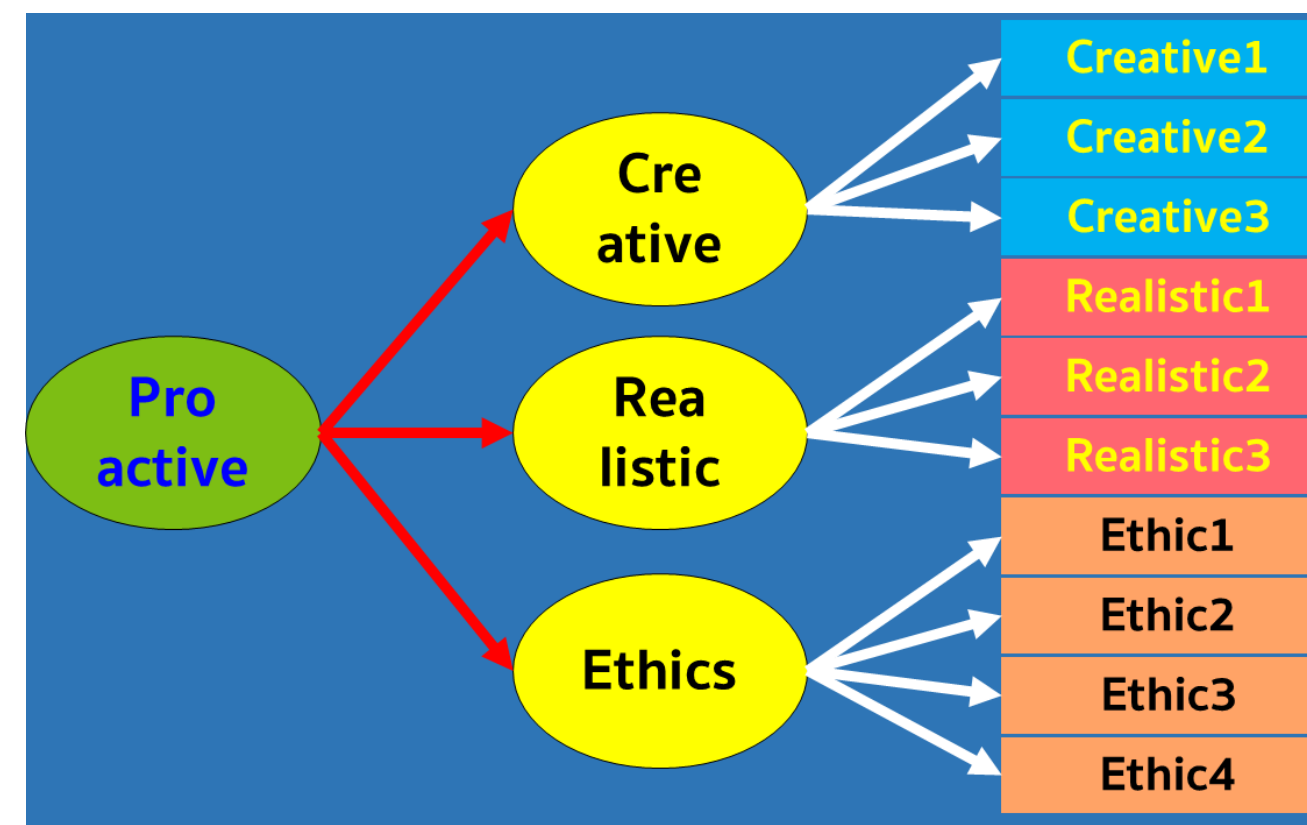 Pro
active
Cre
ative
Rea
listic
Ethics
Creative1
Creative2
Creative3
Realistic1
Realistic2
Realistic3
Ethic1
Ethic2
Ethic3
Ethic4